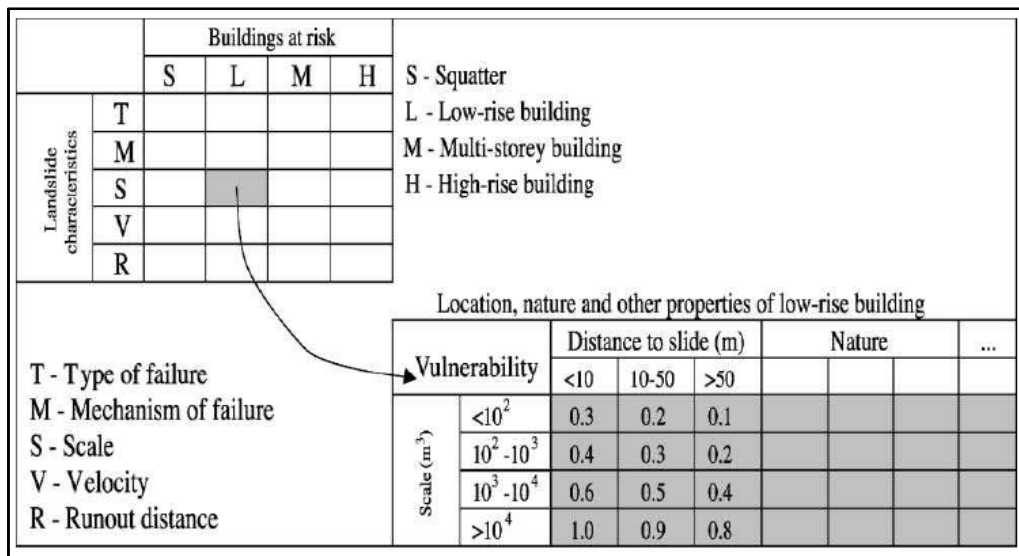 Buildings at risk
S L M H
Landslide characteristics
T
M
S
V
R
S - Squatter
L - Low-rise building
M - Multi-storey building
H - High-rise building
Location, nature and other properties of low-rise building
Vulnerability Distance to slide (m) Nature ...
<10 10-50 >50
Scale (m³)
<10² 0.3 0.2 0.1
10² -10³ 0.4 0.3 0.2
10³ -10⁴ 0.6 0.5 0.4
>10⁴ 1.0 0.9 0.8
T - Type of failure
M - Mechanism of failure
S - Scale
V - Velocity
R - Runout distance